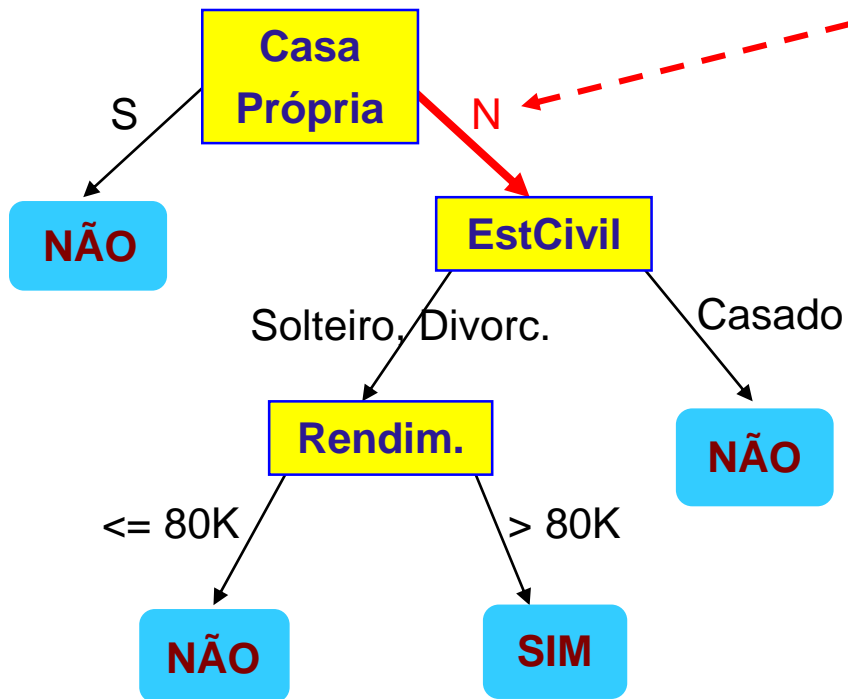 Casa
Própria
S
N
NÃO
EstCivil
Solteiro, Divorc.
Casado
Rendim.
NÃO
<= 80K
> 80K
NÃO
SIM